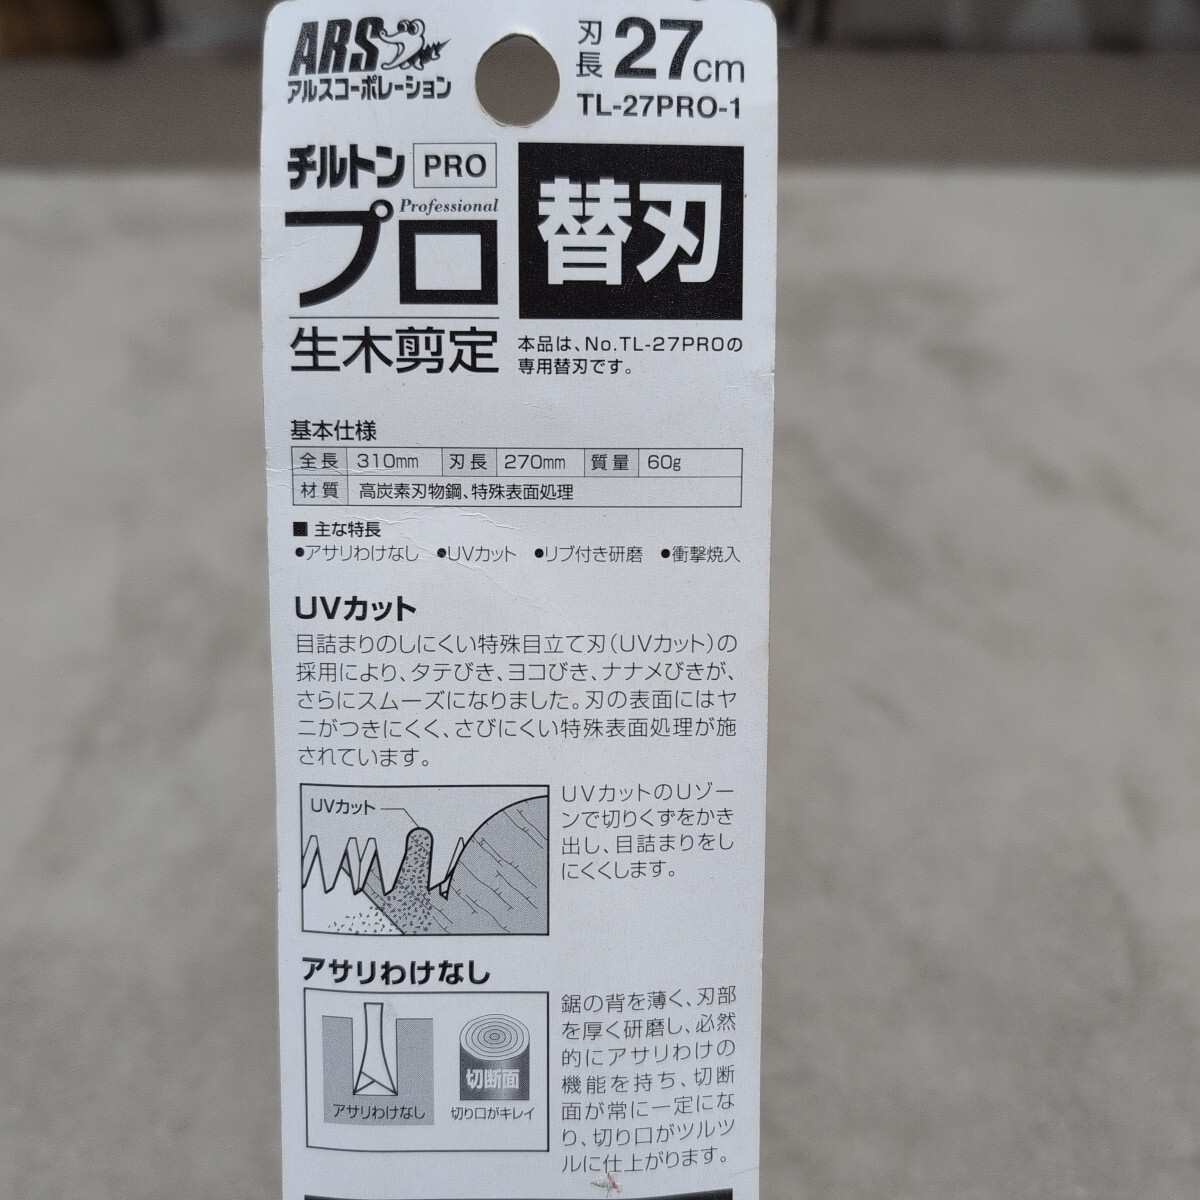 ARS
アルスコーポレーション
刃長 27cm
TL-27PRO-1
チルトン PRO
Professional
プロ
生木剪定
替刃
本品は、No.TL-27PROの
専用替刃です。
基本仕様
全長 310mm 刃長 270mm 質量 60g
材質 高炭素刃物鋼、特殊表面処理
■ 主な特長
●アサリわけなし ●UVカット ●リブ付き研磨 ●衝撃焼入
UVカット
目詰まりのしにくい特殊目立て刃(UVカット)の
採用により、タテびき、ヨコびき、ナナメびきが、
さらにスムーズになりました。刃の表面にはヤ
ニがつきにくく、さびにくい特殊表面処理が施
されています。
UVカット
UVカットのUゾー
ンで切りくずをかき
出し、目詰まりをし
にくくします。
アサリわけなし
アサリわけなし
切断面
切り口がキレイ
鋸の背を薄く、刃部
を厚く研磨し、必然
的にアサリわけの
機能を持ち、切断
面が常に一定にな
り、切り口がツルツ
ルに仕上がります。